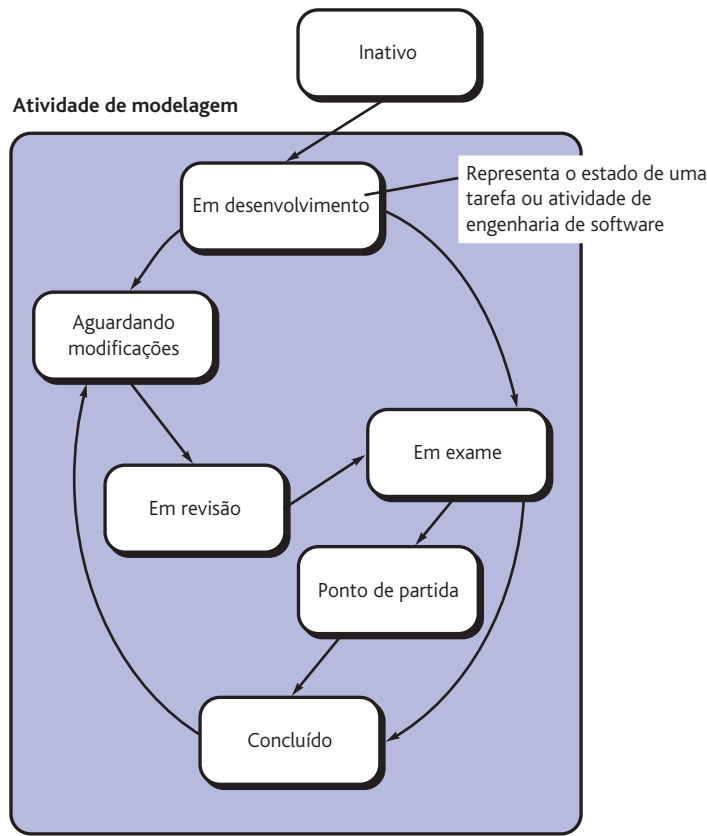 Inativo
Atividade de modelagem
Em desenvolvimento
Representa o estado de uma
tarefa ou atividade de
engenharia de software
Aguardando
modificações
Em exame
Em revisão
Ponto de partida
Concluído